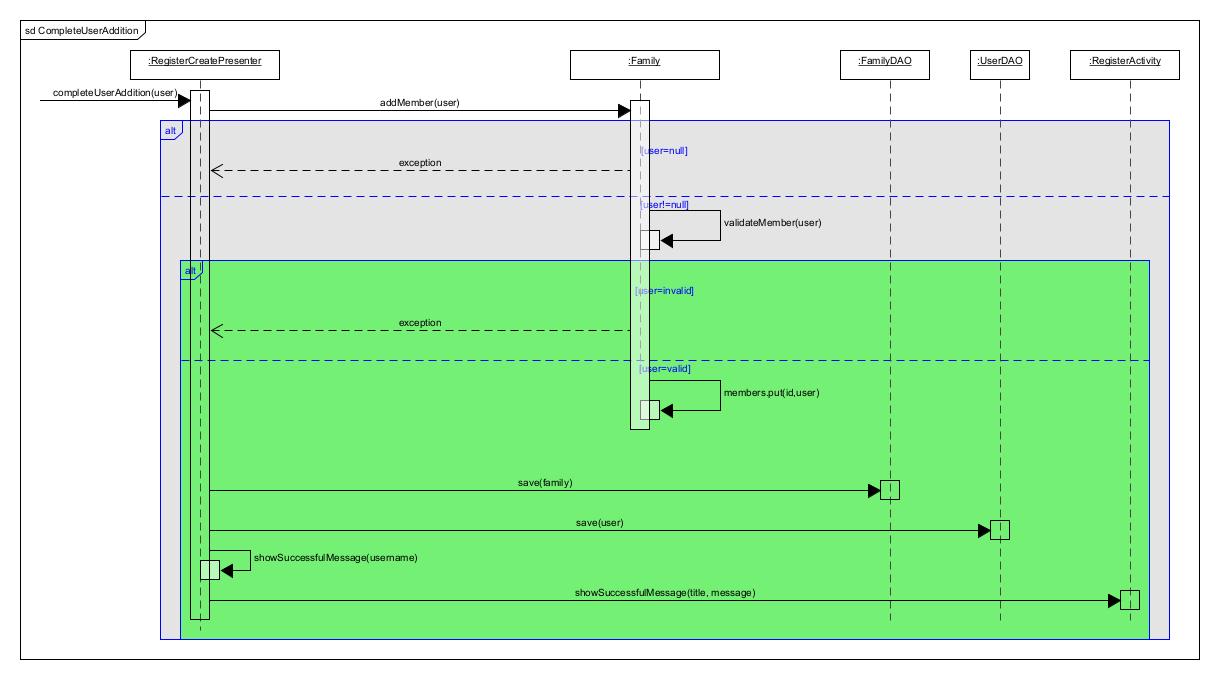 sd CompleteUserAddition
:RegisterCreatePresenter
:Family
:FamilyDAO
:UserDAO
:RegisterActivity
completeUserAddition(user)
addMember(user)
alt
[user=null]
exception
[user!=null]
validateMember(user)
alt
[user=invalid]
exception
[user=valid]
members.put(id,user)
save(family)
save(user)
showSuccessfulMessage(username)
showSuccessfulMessage(title, message)